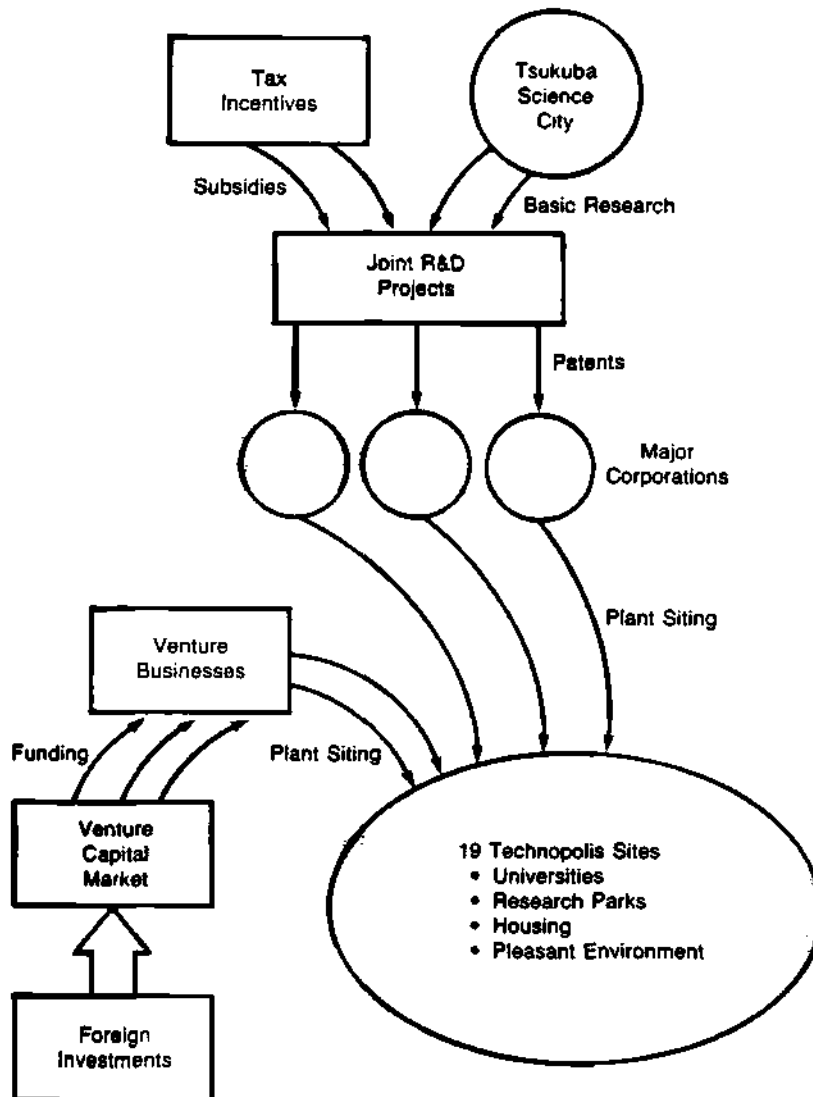 Tax
Incentives
Tsukuba
Science
City
Subsidies
Basic Research
Joint R&D
Projects
Patents
Major
Corporations
Plant Siting
Venture
Businesses
Funding
Plant Siting
Venture
Capital
Market
19 Technopolis Sites
• Universities
• Research Parks
• Housing
• Pleasant Environment
Foreign
Investments